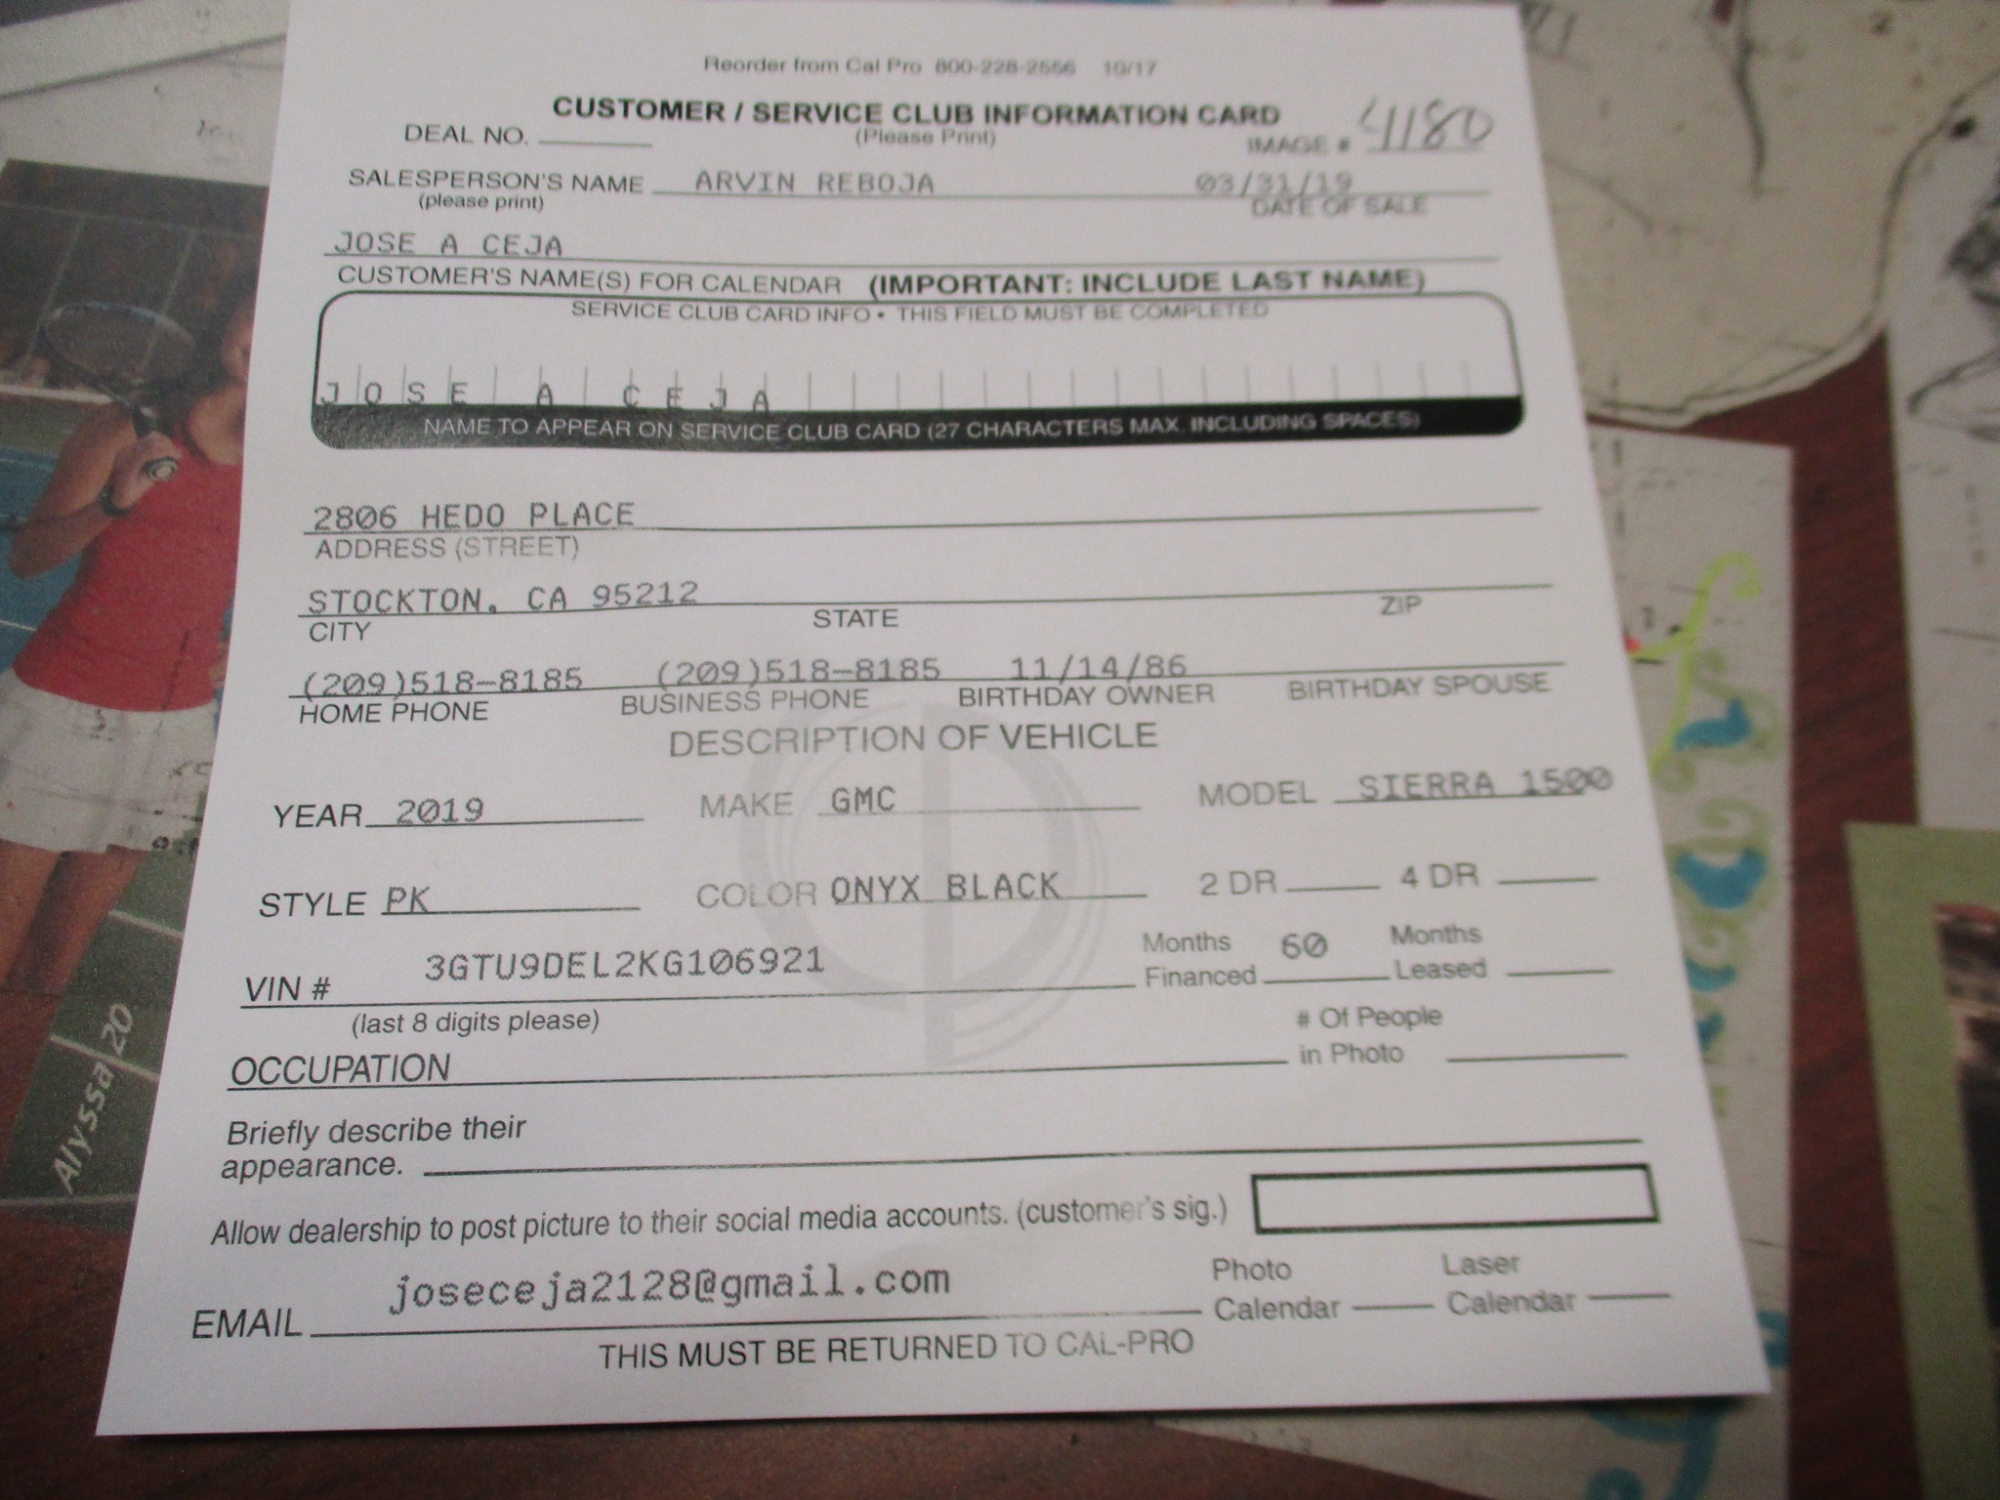 Reorder from Cal Pro 800-228-2556 10/17
CUSTOMER / SERVICE CLUB INFORMATION CARD
DEAL NO. (Please Print) IMAGE # 4180
SALESPERSON'S NAME ARVIN REBOJA 03/31/19
(please print) DATE OF SALE
JOSE A CEJA
CUSTOMER'S NAME(S) FOR CALENDAR (IMPORTANT: INCLUDE LAST NAME)
SERVICE CLUB CARD INFO • THIS FIELD MUST BE COMPLETED
JOSE A CEJA
NAME TO APPEAR ON SERVICE CLUB CARD (27 CHARACTERS MAX. INCLUDING SPACES)
2806 HEDO PLACE
ADDRESS (STREET)
STOCKTON, CA 95212
CITY STATE ZIP
(209)518-8185 (209)518-8185 11/14/86
HOME PHONE BUSINESS PHONE BIRTHDAY OWNER BIRTHDAY SPOUSE
DESCRIPTION OF VEHICLE
YEAR 2019 MAKE GMC MODEL SIERRA 1500
STYLE PK COLOR ONYX BLACK 2 DR 4 DR
3GTU9DEL2KG106921 Months 60 Months
VIN # Financed Leased
(last 8 digits please) # Of People
OCCUPATION in Photo
Briefly describe their
appearance.
Allow dealership to post picture to their social media accounts. (customer's sig.)
joseceja2128@gmail.com Photo Laser
EMAIL Calendar Calendar
THIS MUST BE RETURNED TO CAL-PRO
Alyssa 20